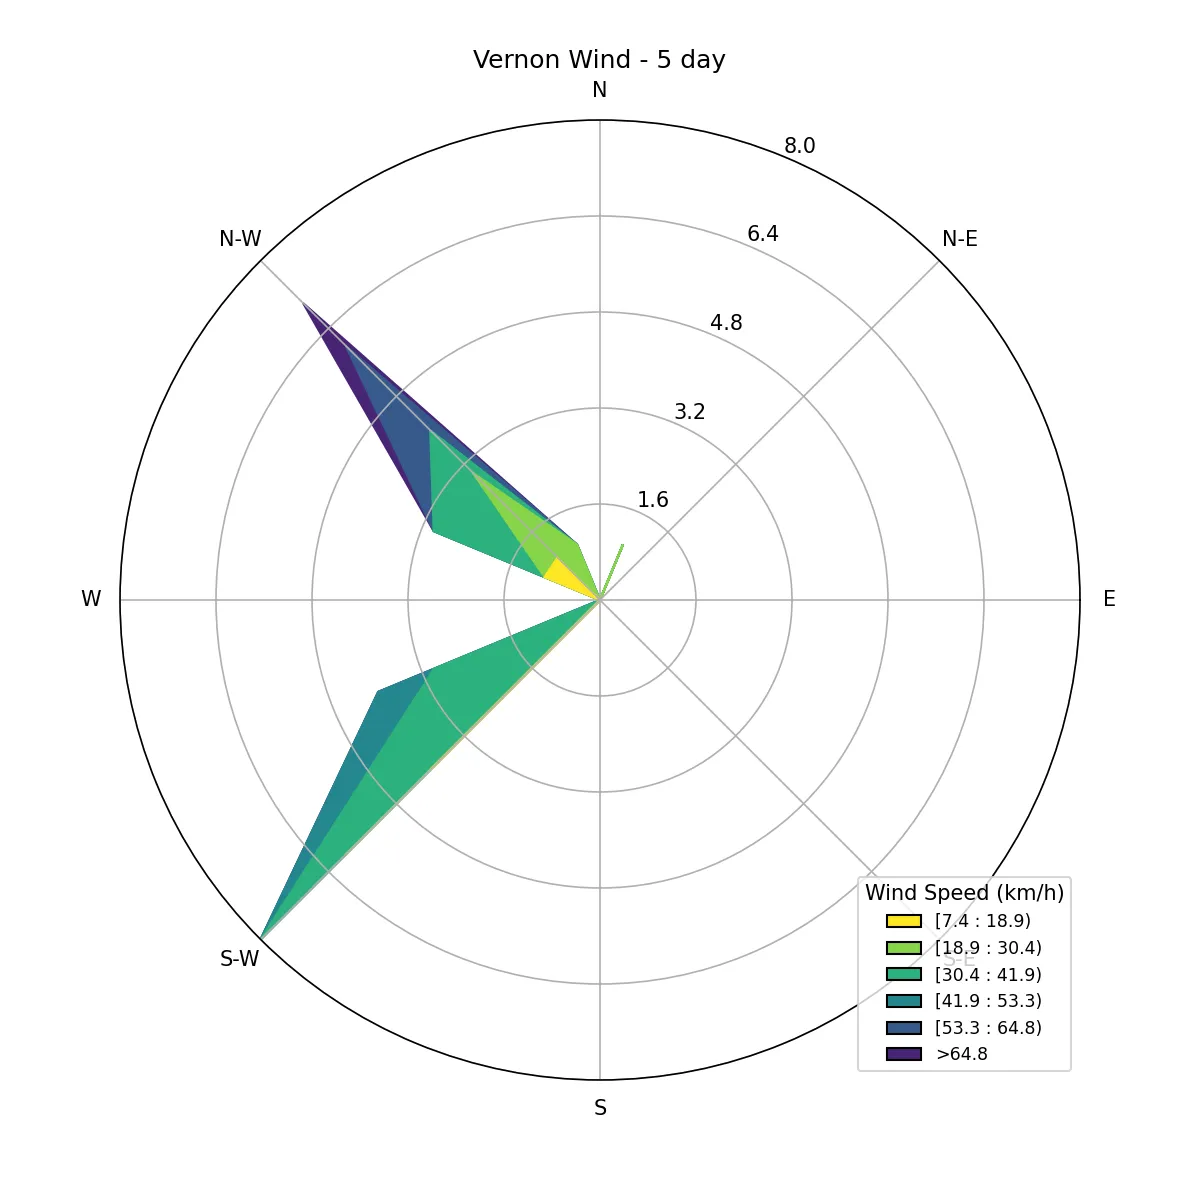 Vernon Wind - 5 day
N
8.0
N-W
6.4
N-E
4.8
3.2
1.6
W
E
S-W
S-E
S
Wind Speed (km/h)
[7.4 : 18.9)
[18.9 : 30.4)
[30.4 : 41.9)
[41.9 : 53.3)
[53.3 : 64.8)
>64.8